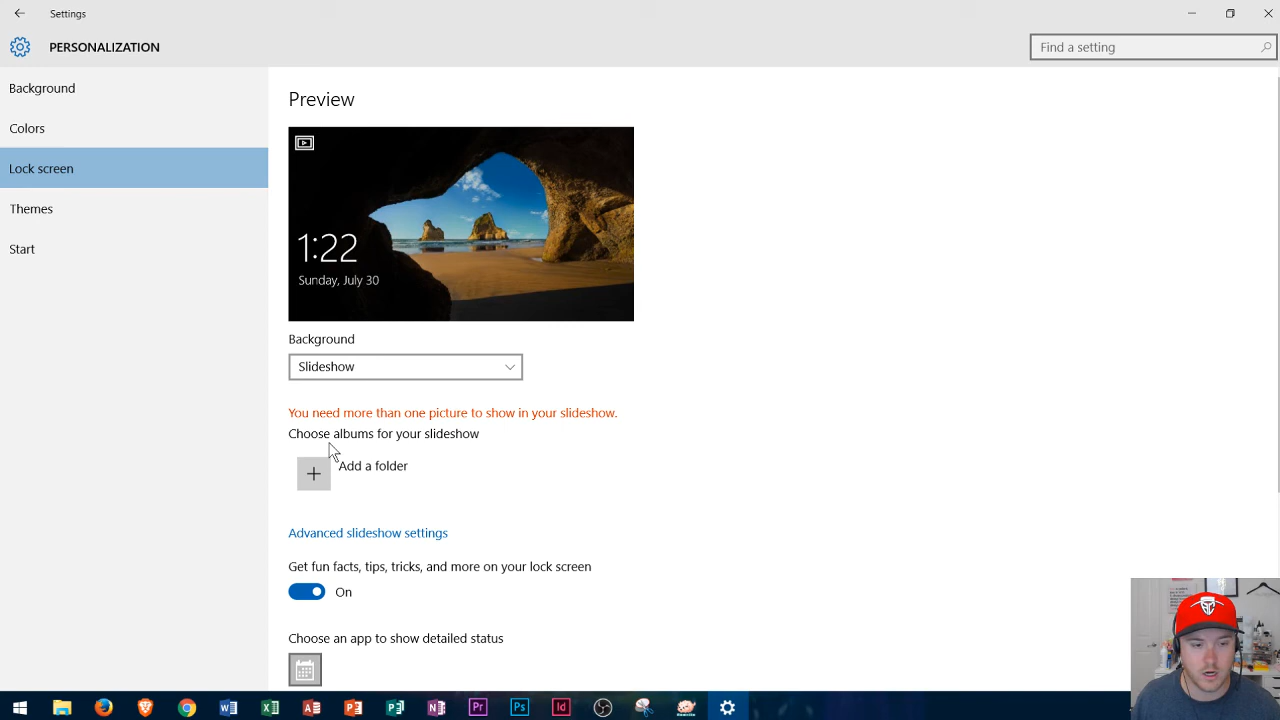 Settings
PERSONALIZATION
Find a setting
Background
Colors
Lock screen
Themes
Start
Preview
1:22
Sunday, July 30
Background
Slideshow
You need more than one picture to show in your slideshow.
Choose albums for your slideshow
Add a folder
Advanced slideshow settings
Get fun facts, tips, tricks, and more on your lock screen
On
Choose an app to show detailed status